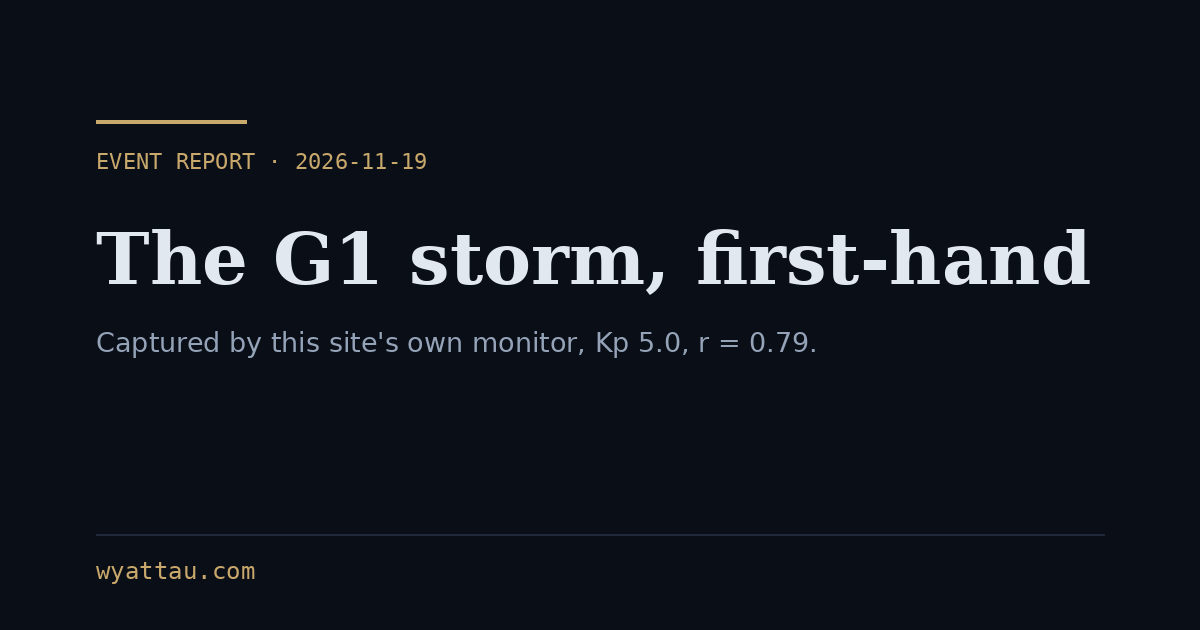 EVENT REPORT · 2026-11-19
The G1 storm, first-hand
Captured by this site's own monitor, Kp 5.0, r = 0.79.
wyattau.com